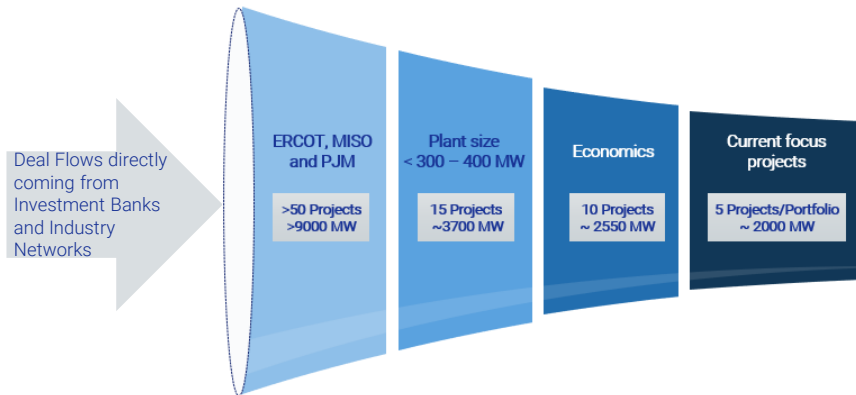 Deal Flows directly
coming from
Investment Banks
and Industry
Networks
ERCOT, MISO
and PJM
>50 Projects
>9000 MW
Plant size
< 300 – 400 MW
15 Projects
~3700 MW
Economics
10 Projects
~ 2550 MW
Current focus
projects
5 Projects/Portfolio
~ 2000 MW